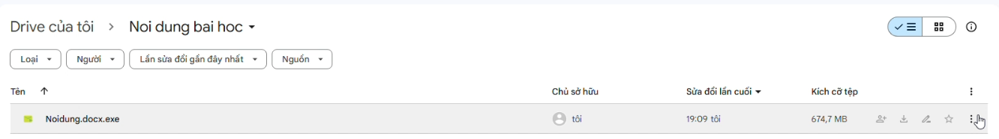 Drive của tôi > Noi dung bai hoc
Loại Người Lần sửa đổi gần đây nhất Nguồn
Tên Chủ sở hữu Sửa đổi lần cuối Kích cỡ tệp
Noidung.docx.exe tôi 19:09 tôi 674,7 MB